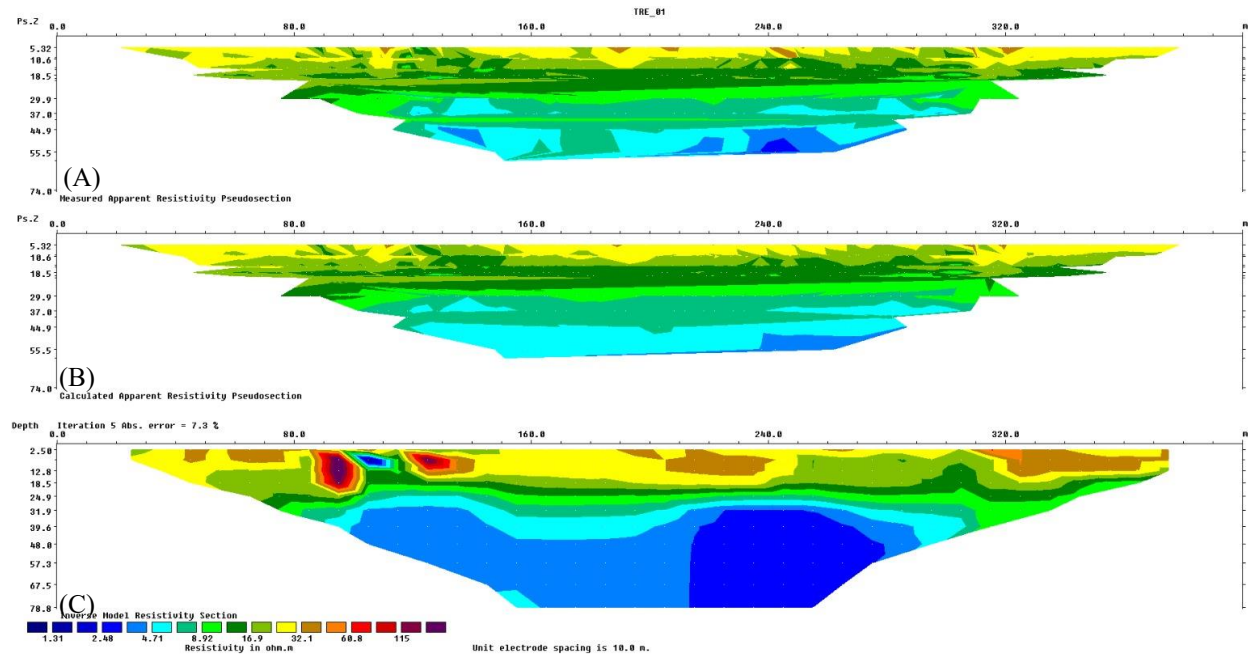 TRE_01
Ps.Z 0.0 80.0 160.0 240.0 320.0 m
5.32
10.6
18.5
29.9
37.0
44.9
55.5
74.0
(A)
Measured Apparent Resistivity Pseudosection
Ps.Z 0.0 80.0 160.0 240.0 320.0 m
5.32
10.6
18.5
29.9
37.0
44.9
55.5
74.0
(B)
Calculated Apparent Resistivity Pseudosection
Depth Iteration 5 Abs. error = 7.3 %
0.0 80.0 160.0 240.0 320.0 m
2.50
12.8
18.5
24.9
31.9
39.6
48.0
57.3
67.5
78.8
(C)
Inverse Model Resistivity Section
1.31 2.48 4.71 8.92 16.9 32.1 60.8 115
Resistivity in ohm.m Unit electrode spacing is 10.0 m.